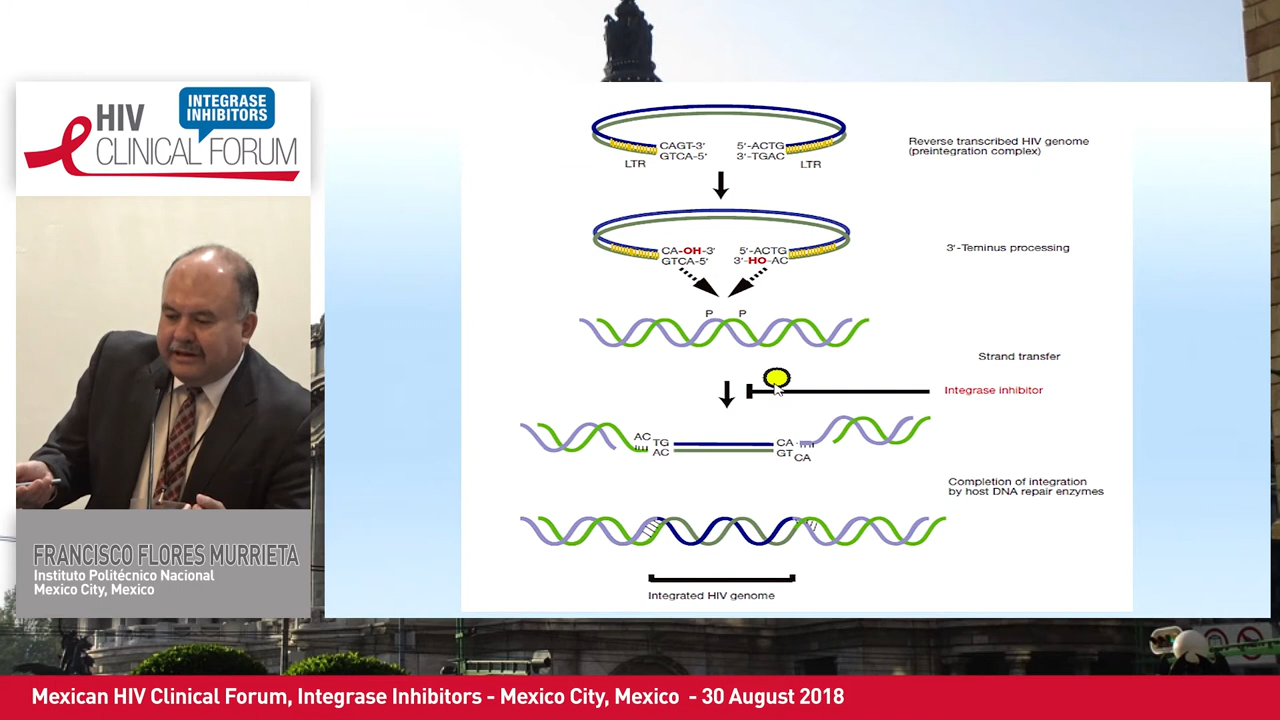 HIV
INTEGRASE
INHIBITORS
CLINICAL FORUM
FRANCISCO FLORES MURRIETA
Instituto Politécnico Nacional
Mexico City, Mexico
CAGT-3'
GTCA-5'
5'-ACTG
3'-TGAC
LTR
LTR
Reverse transcribed HIV genome
(preintegration complex)
CA-OH-3'
GTCA-5'
5'-ACTG
3'-HO-AC
3'-Teminus processing
P P
Strand transfer
Integrase inhibitor
AC
TG
AC
CA
GT
CA
Completion of integration
by host DNA repair enzymes
Integrated HIV genome
Mexican HIV Clinical Forum, Integrase Inhibitors - Mexico City, Mexico - 30 August 2018